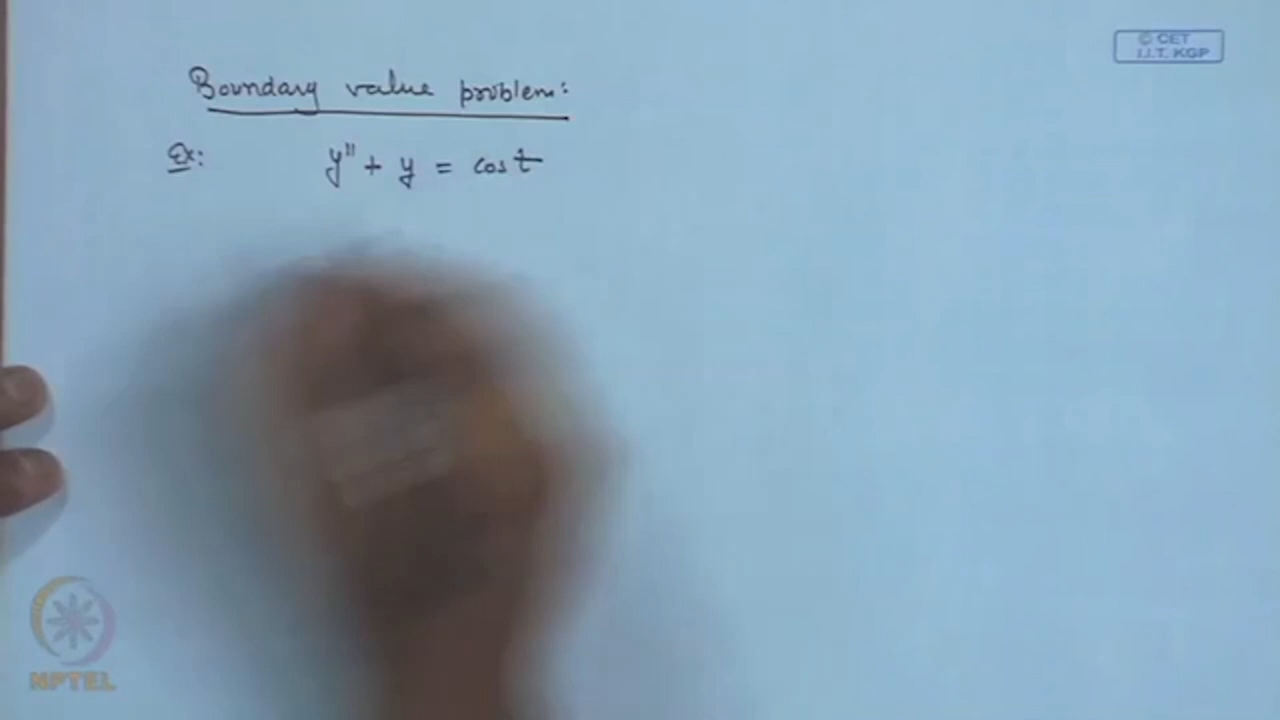 © CET
I.I.T. KGP
Boundary value problem:
Ex: y'' + y = cos t
NPTEL